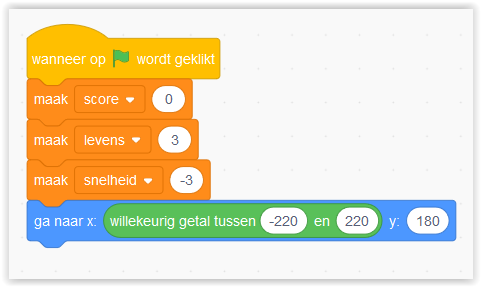 wanneer op wordt geklikt
maak score 0
maak levens 3
maak snelheid -3
ga naar x: willekeurig getal tussen -220 en 220 y: 180